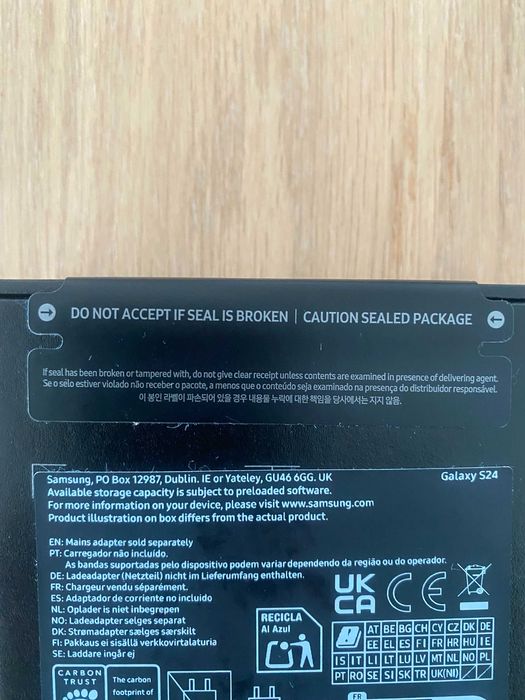 DO NOT ACCEPT IF SEAL IS BROKEN | CAUTION SEALED PACKAGE
If seal has been broken or tampered with, do not give clear receipt unless contents are examined in presence of delivering agent.
Se o sélo estiver violado não receber o pacote, a menos que o conteúdo seja examinado na presença do distribuidor responsável.
이 봉인 라벨이 파손되어 있을 경우 내용물 누락에 대한 책임을 당사에서는 지지 않음.
Samsung, PO Box 12987, Dublin. IE or Yateley, GU46 6GG. UK
Galaxy S24
Available storage capacity is subject to preloaded software.
For more information on your device, please visit www.samsung.com
Product illustration on box differs from the actual product.
EN: Mains adapter sold separately
PT: Carregador não incluído.
As bandas suportadas pelo dispositivo podem variar dependendo da região ou do operador.
DE: Ladeadapter (Netzteil) nicht im Lieferumfang enthalten.
FR: Chargeur vendu séparément.
ES: Adaptador de corriente no incluido
NL: Oplader is niet inbegrepen
NO: Ladeadapter selges separat
DK: Strømadapter sælges særskilt
FI: Pakkaus ei sisällä verkkovirtalaturia
SE: Laddare ingår ej
UK
CA
CE
RECICLA
Al Azul
AT BE BG CH CY CZ DK DE
EE EL ES FI FR HR HU IE
IS IT LI LT LU LV MT NL NO PL
PT RO SE SI SK TR UK(NI)
CARBON
TRUST
The carbon
footprint of
FR